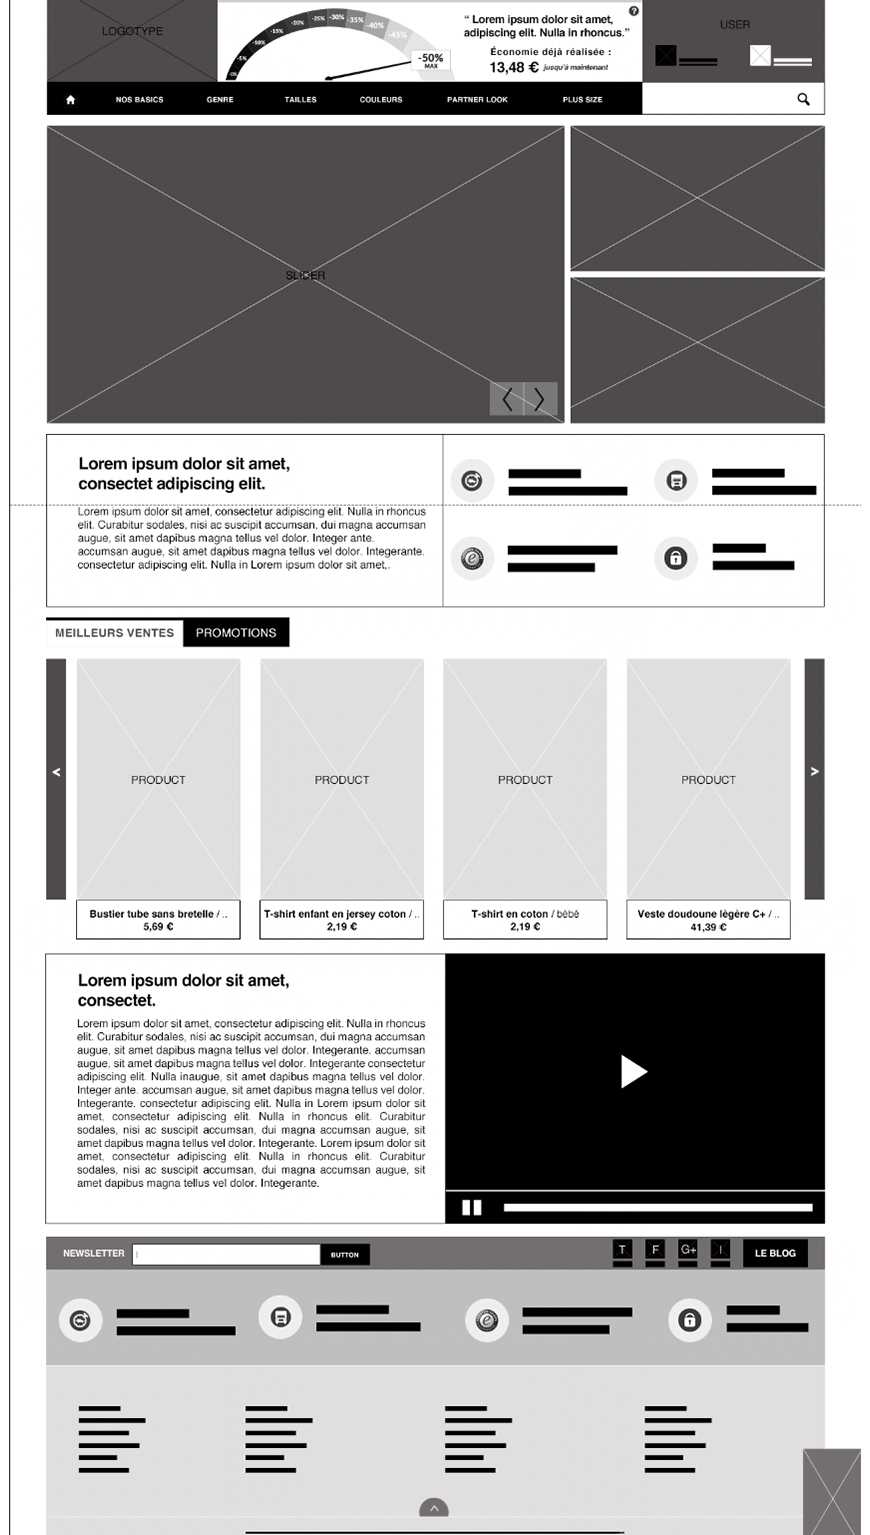 LOGOTYPE
-5%
-10%
-15%
-20%
-25%
-30%
-35%
-40%
-45%
-50%
MAX
“ Lorem ipsum dolor sit amet,
adipiscing elit. Nulla in rhoncus.”
Économie déjà réalisée :
13,48 € jusqu'à maintenant
?
USER
NOS BASICS
GENRE
TAILLES
COULEURS
PARTNER LOOK
PLUS SIZE
SLIDER
Lorem ipsum dolor sit amet,
consectet adipiscing elit.
Lorem ipsum dolor sit amet, consectetur adipiscing elit. Nulla in rhoncus
elit. Curabitur sodales, nisi ac suscipit accumsan, dui magna accumsan
augue, sit amet dapibus magna tellus vel dolor. Integer ante.
accumsan augue, sit amet dapibus magna tellus vel dolor. Integerante.
consectetur adipiscing elit. Nulla in Lorem ipsum dolor sit amet,.
MEILLEURS VENTES
PROMOTIONS
<
PRODUCT
PRODUCT
PRODUCT
PRODUCT
>
Bustier tube sans bretelle / ..
5,69 €
T-shirt enfant en jersey coton / ..
2,19 €
T-shirt en coton / bébé
2,19 €
Veste doudoune légère C+ / ..
41,39 €
Lorem ipsum dolor sit amet,
consectet.
Lorem ipsum dolor sit amet, consectetur adipiscing elit. Nulla in rhoncus
elit. Curabitur sodales, nisi ac suscipit accumsan, dui magna accumsan
augue, sit amet dapibus magna tellus vel dolor. Integerante. accumsan
augue, sit amet dapibus magna tellus vel dolor. Integerante consectetur
adipiscing elit. Nulla inaugue, sit amet dapibus magna tellus vel dolor.
Integer ante. accumsan augue, sit amet dapibus magna tellus vel dolor.
Integerante. consectetur adipiscing elit. Nulla in Lorem ipsum dolor sit
amet, consectetur adipiscing elit. Nulla in rhoncus elit. Curabitur
sodales, nisi ac suscipit accumsan, dui magna accumsan augue, sit
amet dapibus magna tellus vel dolor. Integerante. Lorem ipsum dolor sit
amet, consectetur adipiscing elit. Nulla in rhoncus elit. Curabitur
sodales, nisi ac suscipit accumsan, dui magna accumsan augue, sit
amet dapibus magna tellus vel dolor. Integerante.
NEWSLETTER
BUTTON
T
F
G+
I
LE BLOG